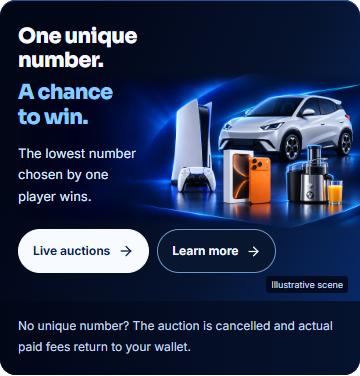 One unique
number.
A chance
to win.
The lowest number
chosen by one
player wins.
Live auctions →
Learn more →
Illustrative scene
No unique number? The auction is cancelled and actual
paid fees return to your wallet.